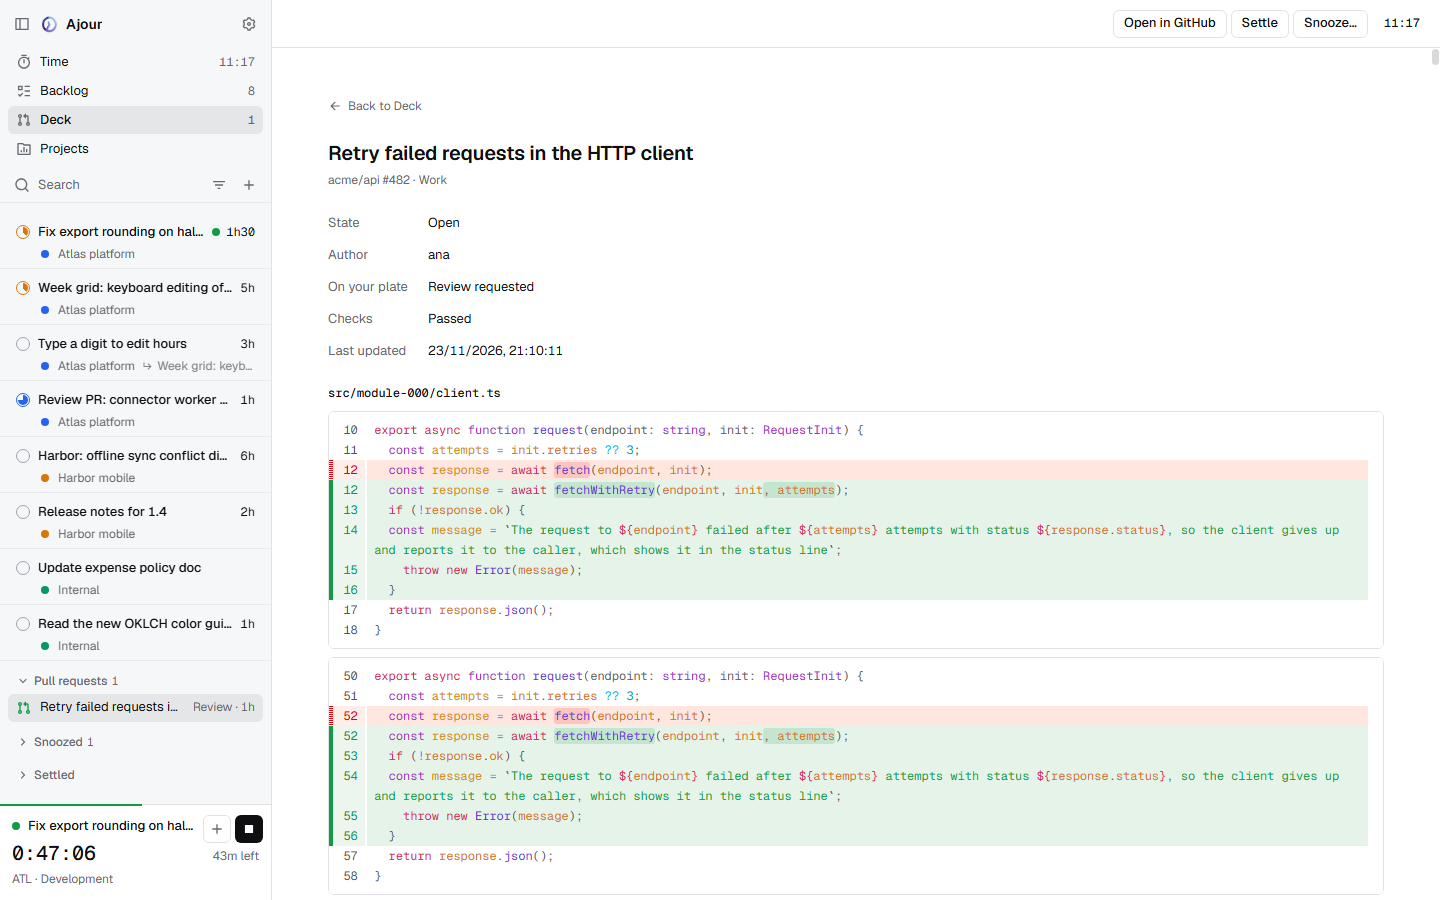 Ajour
Time 11:17
Backlog 8
Deck 1
Projects
Search
Fix export rounding on hal... 1h30
Atlas platform
Week grid: keyboard editing of... 5h
Atlas platform
Type a digit to edit hours 3h
Atlas platform ↳ Week grid: keyb...
Review PR: connector worker ... 1h
Atlas platform
Harbor: offline sync conflict di... 6h
Harbor mobile
Release notes for 1.4 2h
Harbor mobile
Update expense policy doc
Internal
Read the new OKLCH color gui... 1h
Internal
Pull requests 1
Retry failed requests i... Review · 1h
Snoozed 1
Settled
Fix export rounding on hal...
0:47:06 43m left
ATL · Development
Open in GitHub Settle Snooze... 11:17
← Back to Deck
Retry failed requests in the HTTP client
acme/api #482 · Work
State Open
Author ana
On your plate Review requested
Checks Passed
Last updated 23/11/2026, 21:10:11
src/module-000/client.ts
10 export async function request(endpoint: string, init: RequestInit) {
11 const attempts = init.retries ?? 3;
12 const response = await fetch(endpoint, init);
12 const response = await fetchWithRetry(endpoint, init, attempts);
13 if (!response.ok) {
14 const message = `The request to ${endpoint} failed after ${attempts} attempts with status ${response.status}, so the client gives up
and reports it to the caller, which shows it in the status line`;
15 throw new Error(message);
16 }
17 return response.json();
18 }
50 export async function request(endpoint: string, init: RequestInit) {
51 const attempts = init.retries ?? 3;
52 const response = await fetch(endpoint, init);
52 const response = await fetchWithRetry(endpoint, init, attempts);
53 if (!response.ok) {
54 const message = `The request to ${endpoint} failed after ${attempts} attempts with status ${response.status}, so the client gives up
and reports it to the caller, which shows it in the status line`;
55 throw new Error(message);
56 }
57 return response.json();
58 }